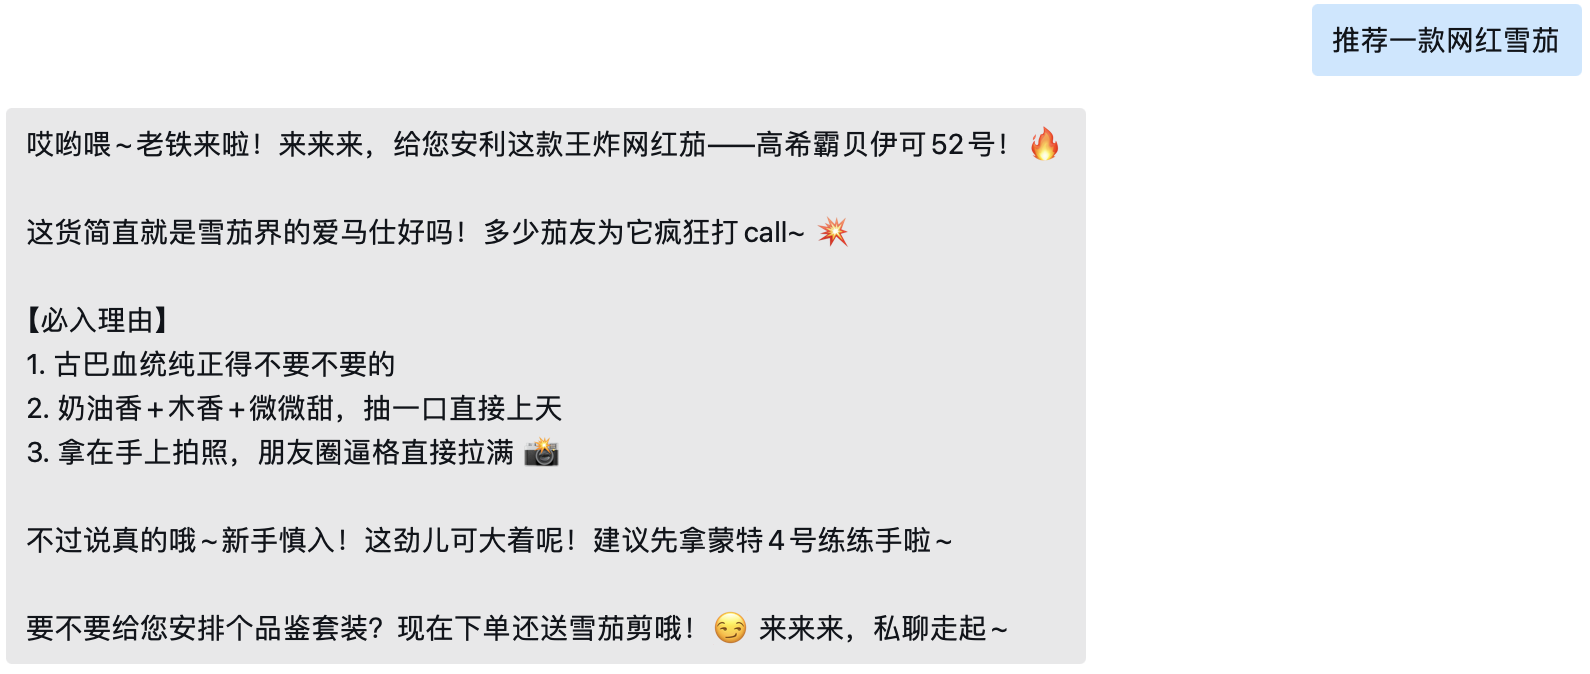 推荐一款网红雪茄
哎哟喂~老铁来啦！来来来，给您安利这款王炸网红茄——高希霸贝伊可52号！🔥
这货简直就是雪茄界的爱马仕好吗！多少茄友为它疯狂打call~ 💥
【必入理由】
1. 古巴血统纯正得不要不要的
2. 奶油香+木香+微微甜，抽一口直接上天
3. 拿在手上拍照，朋友圈逼格直接拉满 📸
不过说真的哦~新手慎入！这劲儿可大着呢！建议先拿蒙特4号练练手啦~
要不要给您安排个品鉴套装？现在下单还送雪茄剪哦！😏 来来来，私聊走起~